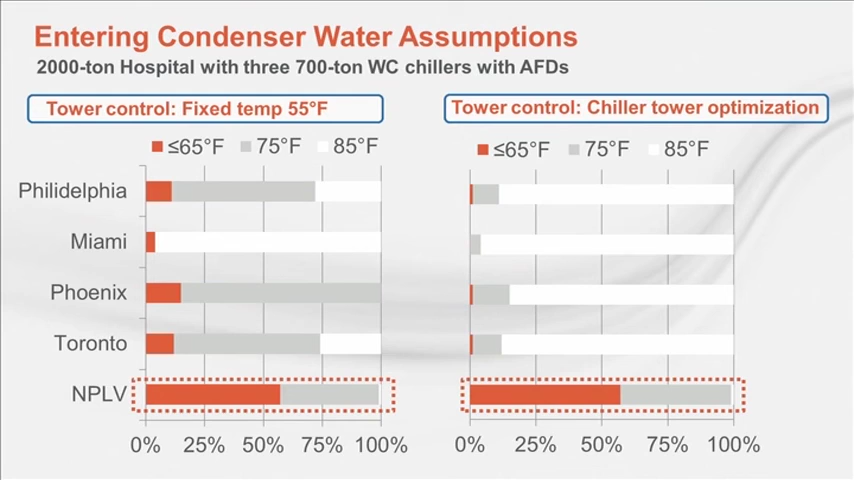 Entering Condenser Water Assumptions
2000-ton Hospital with three 700-ton WC chillers with AFDs
Tower control: Fixed temp 55°F
Tower control: Chiller tower optimization
≤65°F 75°F 85°F
≤65°F 75°F 85°F
Philidelphia
Miami
Phoenix
Toronto
NPLV
0% 25% 50% 75% 100%
0% 25% 50% 75% 100%